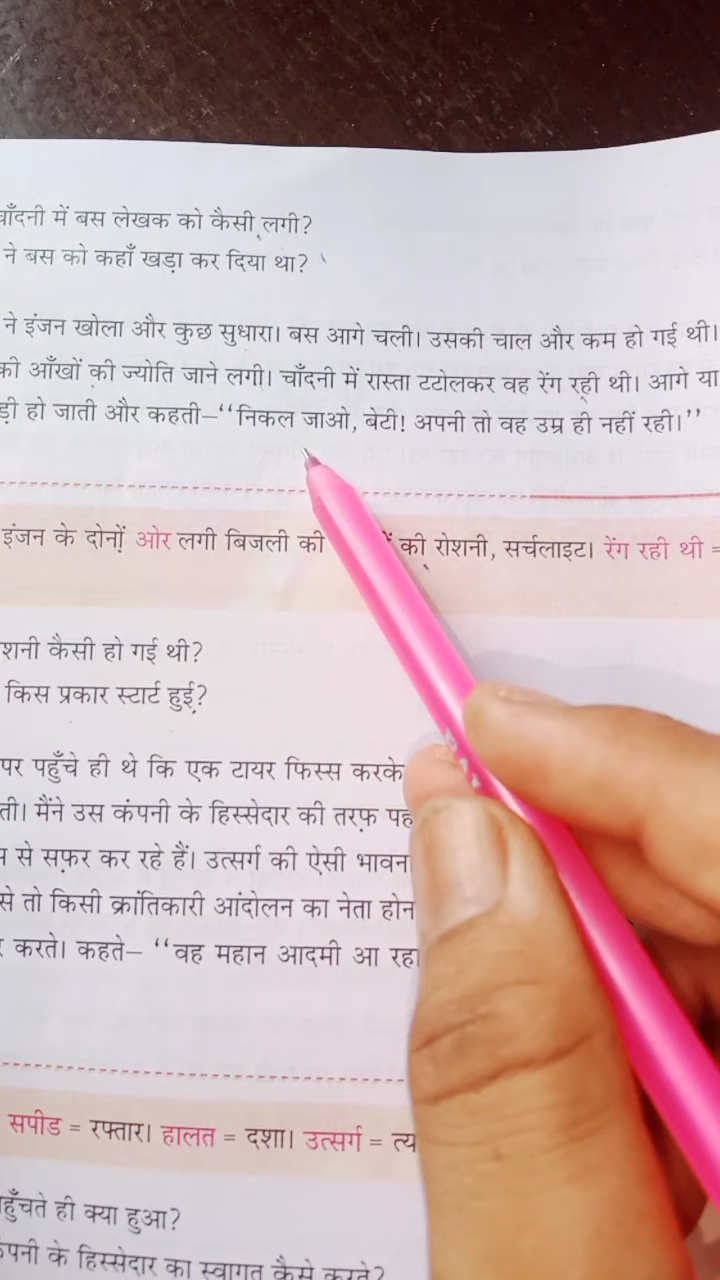 चाँदनी में बस लेखक को कैसी लगी?
ने बस को कहाँ खड़ा कर दिया था?
ने इंजन खोला और कुछ सुधारा। बस आगे चली। उसकी चाल और कम हो गई थी।
की आँखों की ज्योति जाने लगी। चाँदनी में रास्ता टटोलकर वह रेंग रही थी। आगे या
ड़ी हो जाती और कहती–‘‘निकल जाओ, बेटी! अपनी तो वह उम्र ही नहीं रही।’’
इंजन के दोनों ओर लगी बिजली की की रोशनी, सर्चलाइट। रेंग रही थी =
शनी कैसी हो गई थी?
किस प्रकार स्टार्ट हुई?
पर पहुँचे ही थे कि एक टायर फिस्स करके
ती। मैंने उस कंपनी के हिस्सेदार की तरफ़ पह
से सफ़र कर रहे हैं। उत्सर्ग की ऐसी भावन
से तो किसी क्रांतिकारी आंदोलन का नेता होन
करते। कहते– ‘‘वह महान आदमी आ रहा
सपीड = रफ्तार। हालत = दशा। उत्सर्ग = त्य
हुँचते ही क्या हुआ?
कंपनी के हिस्सेदार का स्वागत कैसे करते?